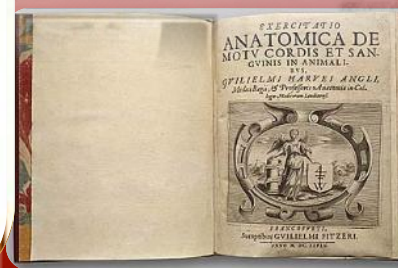 EXERCITATIO
ANATOMICA DE
MOTV CORDIS ET SAN-
GVINIS IN ANIMALI-
BVS,
GVILIELMI HARVEI ANGLI,
Medici Regii, & Professoris Anatomiæ in Col-
legio Medicorum Londinensi.
FRANCOFVRTI,
Sumptibus GVILIELMI FITZERI.
ANNO M. DC. XXVIII.